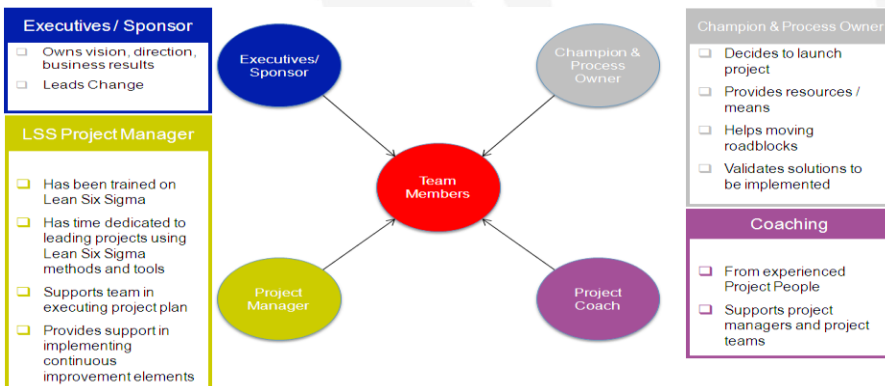 Executives / Sponsor
Owns vision, direction,
business results
Leads Change
LSS Project Manager
Has been trained on
Lean Six Sigma
Has time dedicated to
leading projects using
Lean Six Sigma
methods and tools
Supports team in
executing project plan
Provides support in
implementing
continuous
improvement elements
Executives/
Sponsor
Champion &
Process
Owner
Team
Members
Project
Manager
Project
Coach
Champion & Process Owner
Decides to launch
project
Provides resources /
means
Helps moving
roadblocks
Validates solutions to
be implemented
Coaching
From experienced
Project People
Supports project
managers and project
teams